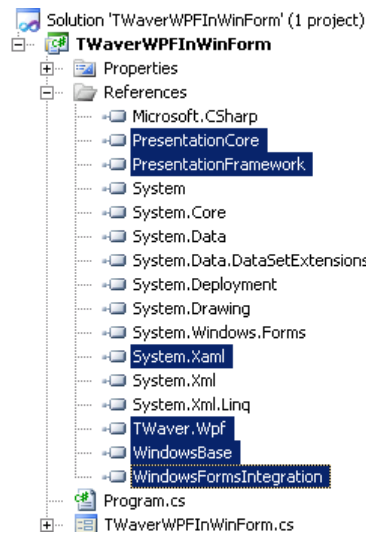 Solution 'TWaverWPFInWinForm' (1 project)
TWaverWPFInWinForm
Properties
References
Microsoft.CSharp
PresentationCore
PresentationFramework
System
System.Core
System.Data
System.Data.DataSetExtensions
System.Deployment
System.Drawing
System.Windows.Forms
System.Xaml
System.Xml
System.Xml.Linq
TWaver.Wpf
WindowsBase
WindowsFormsIntegration
Program.cs
TWaverWPFInWinForm.cs